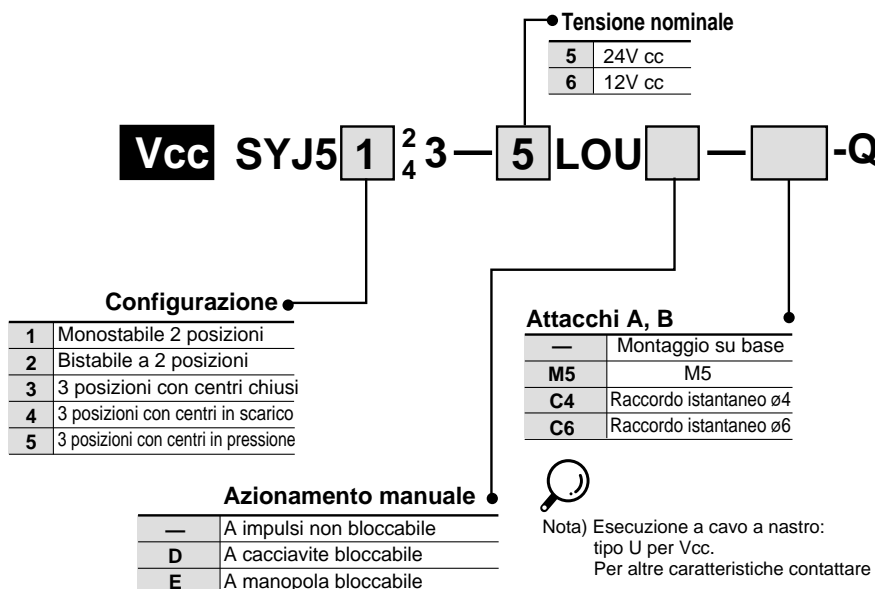 Tensione nominale
5 24V cc
6 12V cc
Vcc SYJ5 1 2 4 3 — 5 LOU — -Q
Configurazione
1 Monostabile 2 posizioni
2 Bistabile a 2 posizioni
3 3 posizioni con centri chiusi
4 3 posizioni con centri in scarico
5 3 posizioni con centri in pressione
Attacchi A, B
— Montaggio su base
M5 M5
C4 Raccordo istantaneo ø4
C6 Raccordo istantaneo ø6
Azionamento manuale
— A impulsi non bloccabile
D A cacciavite bloccabile
E A manopola bloccabile
Nota) Esecuzione a cavo a nastro:
tipo U per Vcc.
Per altre caratteristiche contattare